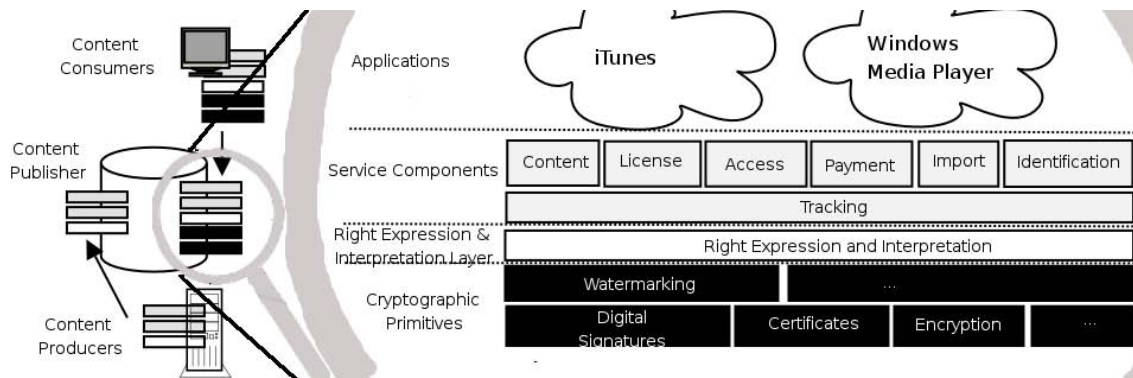 Content
Consumers
Content
Publisher
Content
Producers
Applications
iTunes
Windows
Media Player
Service Components
Content License Access Payment Import Identification
Tracking
Right Expression &
Interpretation Layer
Right Expression and Interpretation
Cryptographic
Primitives
Watermarking ...
Digital
Signatures
Certificates Encryption ...